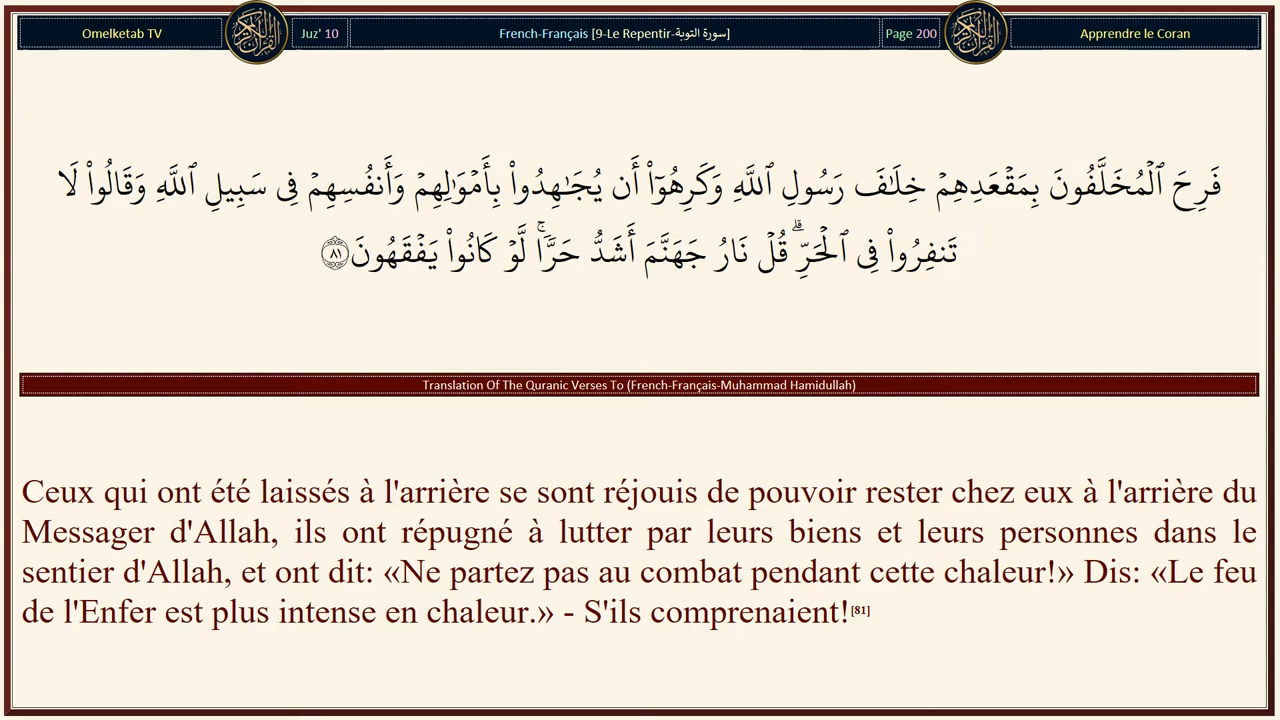 Omelketab TV
Juz' 10
French-Français [9-Le Repentir-سورة التوبة]
Page 200
Apprendre le Coran
فَرِحَ ٱلْمُخَلَّفُونَ بِمَقْعَدِهِمْ خِلَـٰفَ رَسُولِ ٱللَّهِ وَكَرِهُوٓا۟ أَن يُجَـٰهِدُوا۟ بِأَمْوَٰلِهِمْ وَأَنفُسِهِمْ فِى سَبِيلِ ٱللَّهِ وَقَالُوا۟ لَا
تَنفِرُوا۟ فِى ٱلْحَرِّ ۗ قُلْ نَارُ جَهَنَّمَ أَشَدُّ حَرًّۭا ۚ لَّوْ كَانُوا۟ يَفْقَهُونَ ٨١
Translation Of The Quranic Verses To (French-Français-Muhammad Hamidullah)
Ceux qui ont été laissés à l'arrière se sont réjouis de pouvoir rester chez eux à l'arrière du
Messager d'Allah, ils ont répugné à lutter par leurs biens et leurs personnes dans le
sentier d'Allah, et ont dit: «Ne partez pas au combat pendant cette chaleur!» Dis: «Le feu
de l'Enfer est plus intense en chaleur.» - S'ils comprenaient![81]